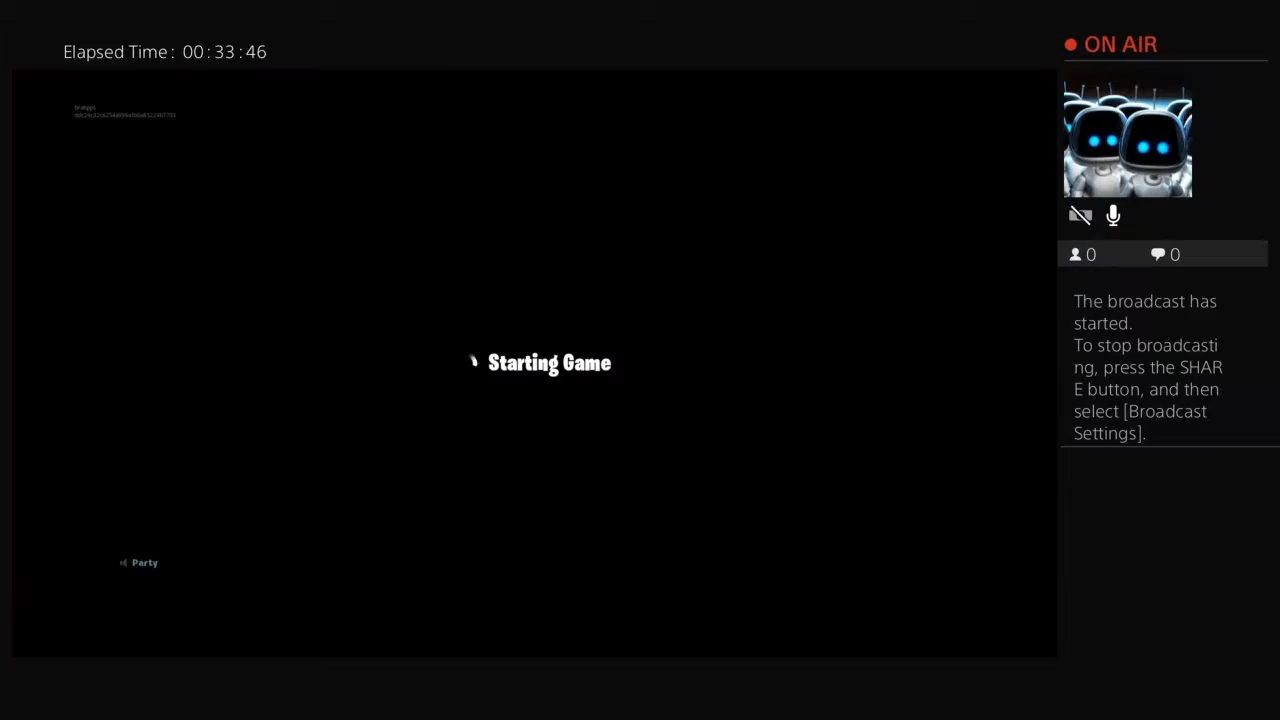 Elapsed Time: 00:33:46
ON AIR
Starting Game
Party
0
0
The broadcast has
started.
To stop broadcasti
ng, press the SHAR
E button, and then
select [Broadcast
Settings].